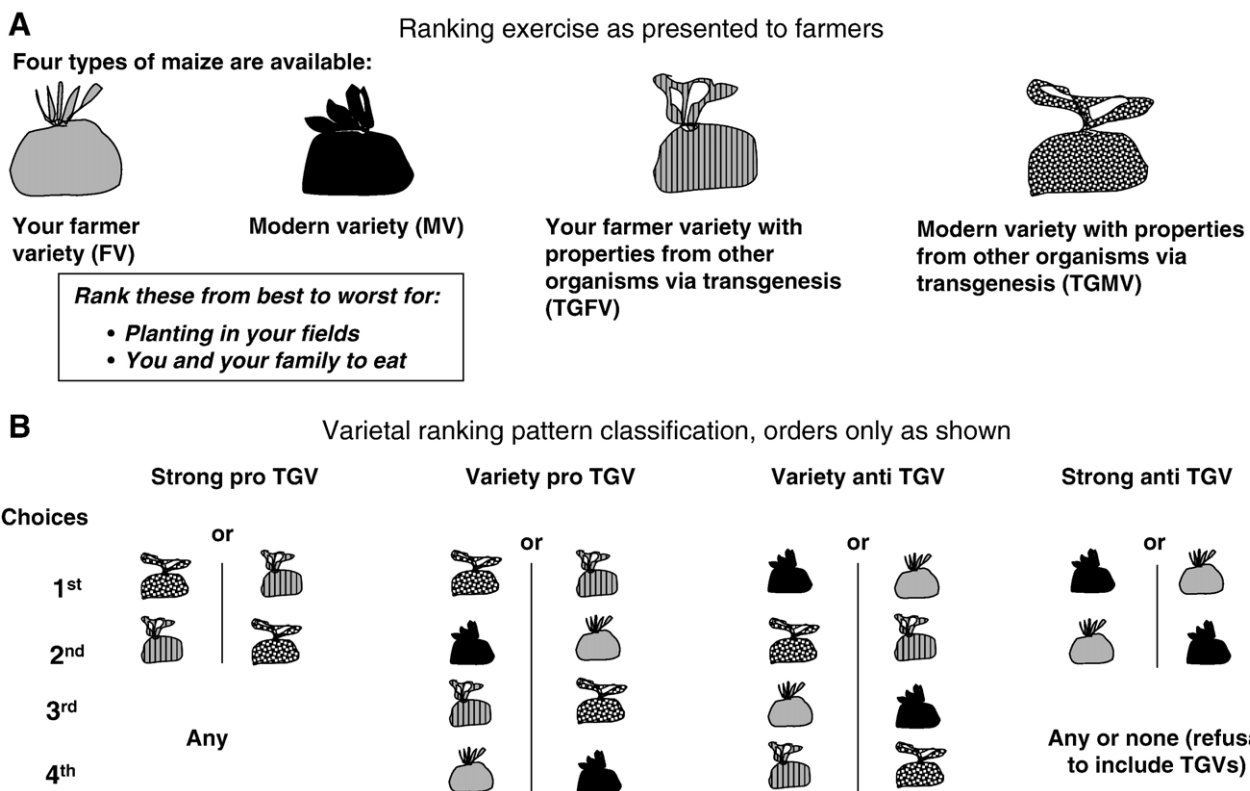 A
Ranking exercise as presented to farmers
Four types of maize are available:
Your farmer
variety (FV)
Modern variety (MV)
Your farmer variety with
properties from other
organisms via transgenesis
(TGFV)
Modern variety with properties
from other organisms via
transgenesis (TGMV)
Rank these from best to worst for:
• Planting in your fields
• You and your family to eat
B
Varietal ranking pattern classification, orders only as shown
Strong pro TGV
Variety pro TGV
Variety anti TGV
Strong anti TGV
Choices
or
or
or
or
1st
2nd
3rd
4th
Any
Any or none (refusa
to include TGVs)